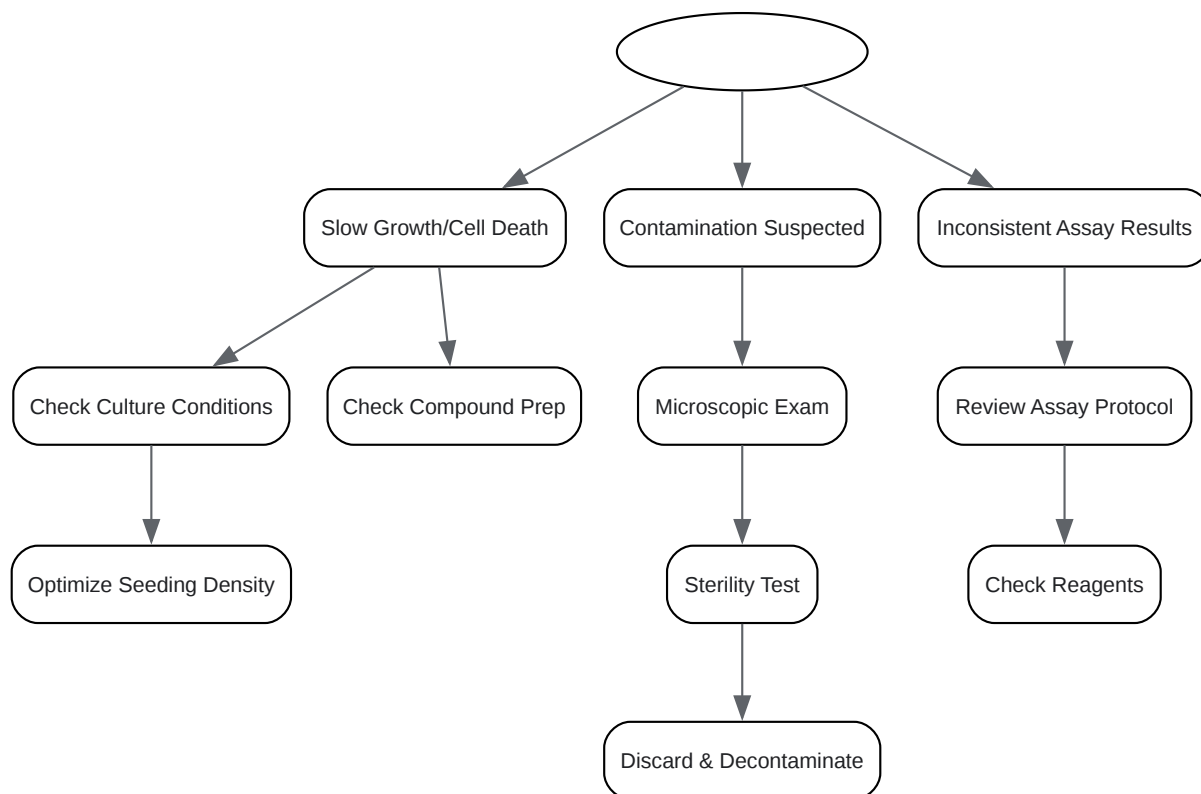 Slow Growth/Cell Death
Contamination Suspected
Inconsistent Assay Results
Check Culture Conditions
Check Compound Prep
Microscopic Exam
Review Assay Protocol
Optimize Seeding Density
Sterility Test
Check Reagents
Discard & Decontaminate